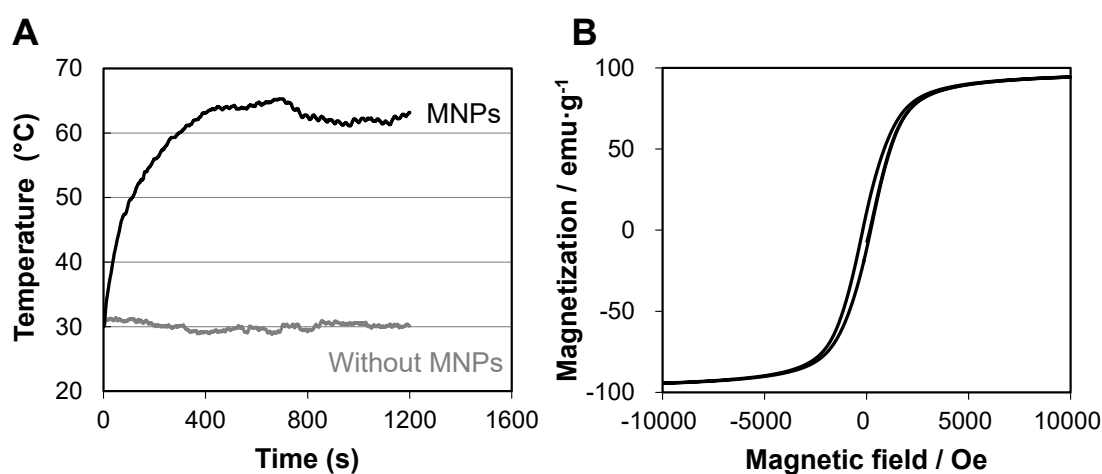 A
Temperature (°C)
70
60
50
40
30
20
MNPs
Without MNPs
0 400 800 1200 1600
Time (s)
B
Magnetization / emu·g⁻¹
100
50
0
-50
-100
-10000 -5000 0 5000 10000
Magnetic field / Oe